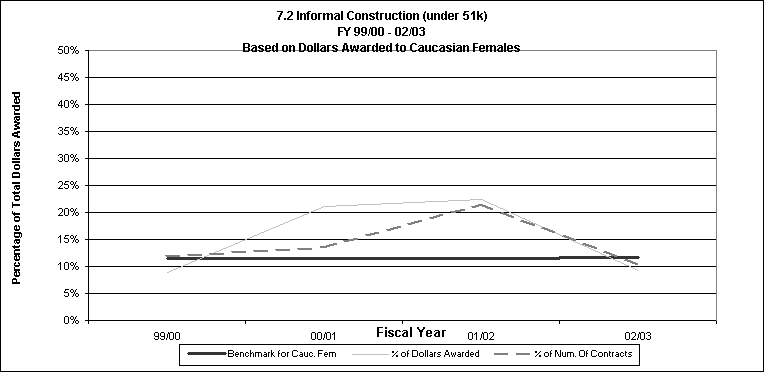 7.2 Informal Construction (under 51k)
FY 99/00 - 02/03
Based on Dollars Awarded to Caucasian Females
Percentage of Total Dollars Awarded
50%
45%
40%
35%
30%
25%
20%
15%
10%
5%
0%
99/00 00/01 01/02 02/03
Fiscal Year
Benchmark for Cauc. Fem % of Dollars Awarded % of Num. Of Contracts